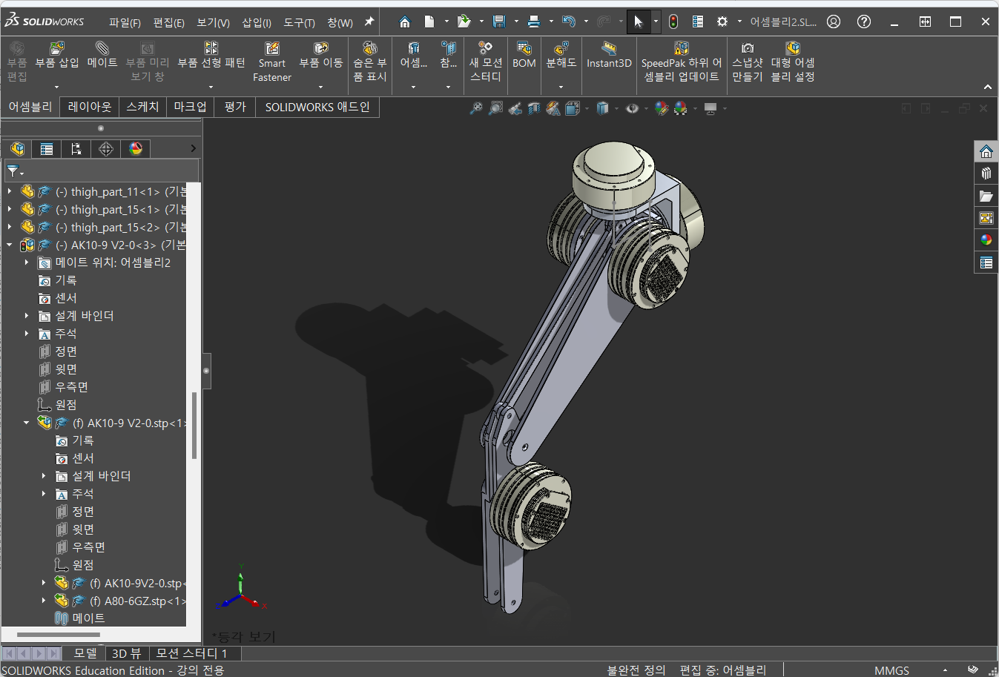 SOLIDWORKS 파일(F) 편집(E) 보기(V) 삽입(I) 도구(T) 창(W) 어셈블리2.SL...
부품 편집
부품 삽입
메이트
부품 미리 보기 창
부품 선형 패턴
Smart Fastener
부품 이동
숨은 부품 표시
어셈...
참...
새 모션 스터디
BOM
분해도
Instant3D
SpeedPak 하위 어셈블리 업데이트
스냅샷 만들기
대형 어셈블리 설정
어셈블리 레이아웃 스케치 마크업 평가 SOLIDWORKS 애드인
(-) thigh_part_11<1> (기본
(-) thigh_part_15<1> (기본
(-) thigh_part_15<2> (기본
(-) AK10-9 V2-0<3> (기본
메이트 위치: 어셈블리2
기록
센서
설계 바인더
주석
정면
윗면
우측면
원점
(f) AK10-9 V2-0.stp<1>
기록
센서
설계 바인더
주석
정면
윗면
우측면
원점
(f) AK10-9V2-0.stp<
(f) A80-6GZ.stp<1>
메이트
Y
Z
X
*등각 보기
모델 3D 뷰 모션 스터디 1
SOLIDWORKS Education Edition - 강의 전용 불완전 정의 편집 중: 어셈블리 MMGS